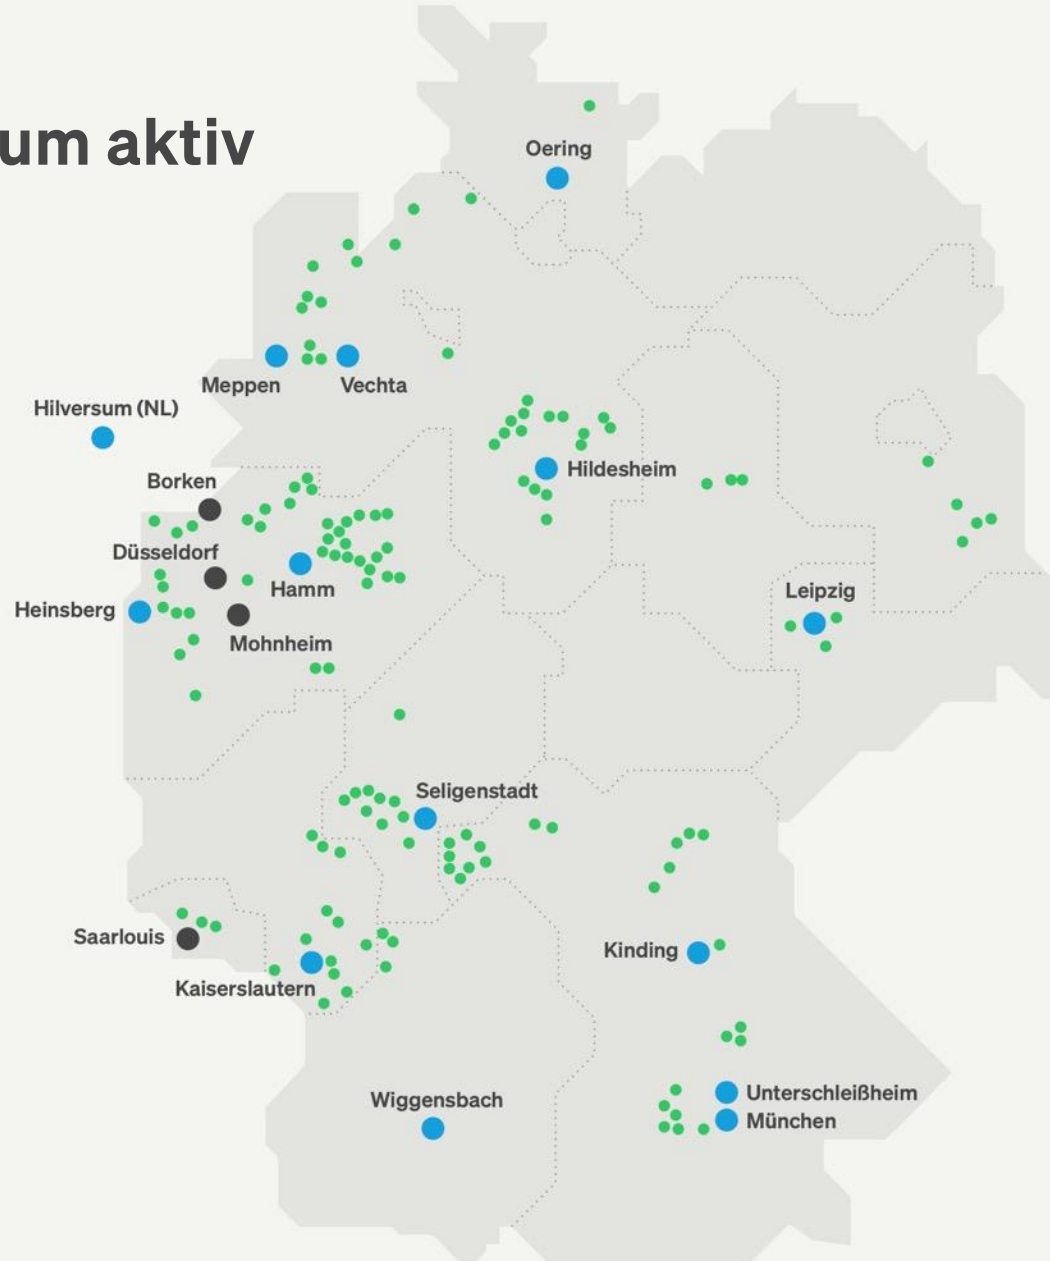 um aktiv
Oering
Meppen
Vechta
Hilversum (NL)
Hildesheim
Borken
Düsseldorf
Hamm
Leipzig
Heinsberg
Mohnheim
Seligenstadt
Saarlouis
Kinding
Kaiserslautern
Unterschleißheim
Wiggensbach
München